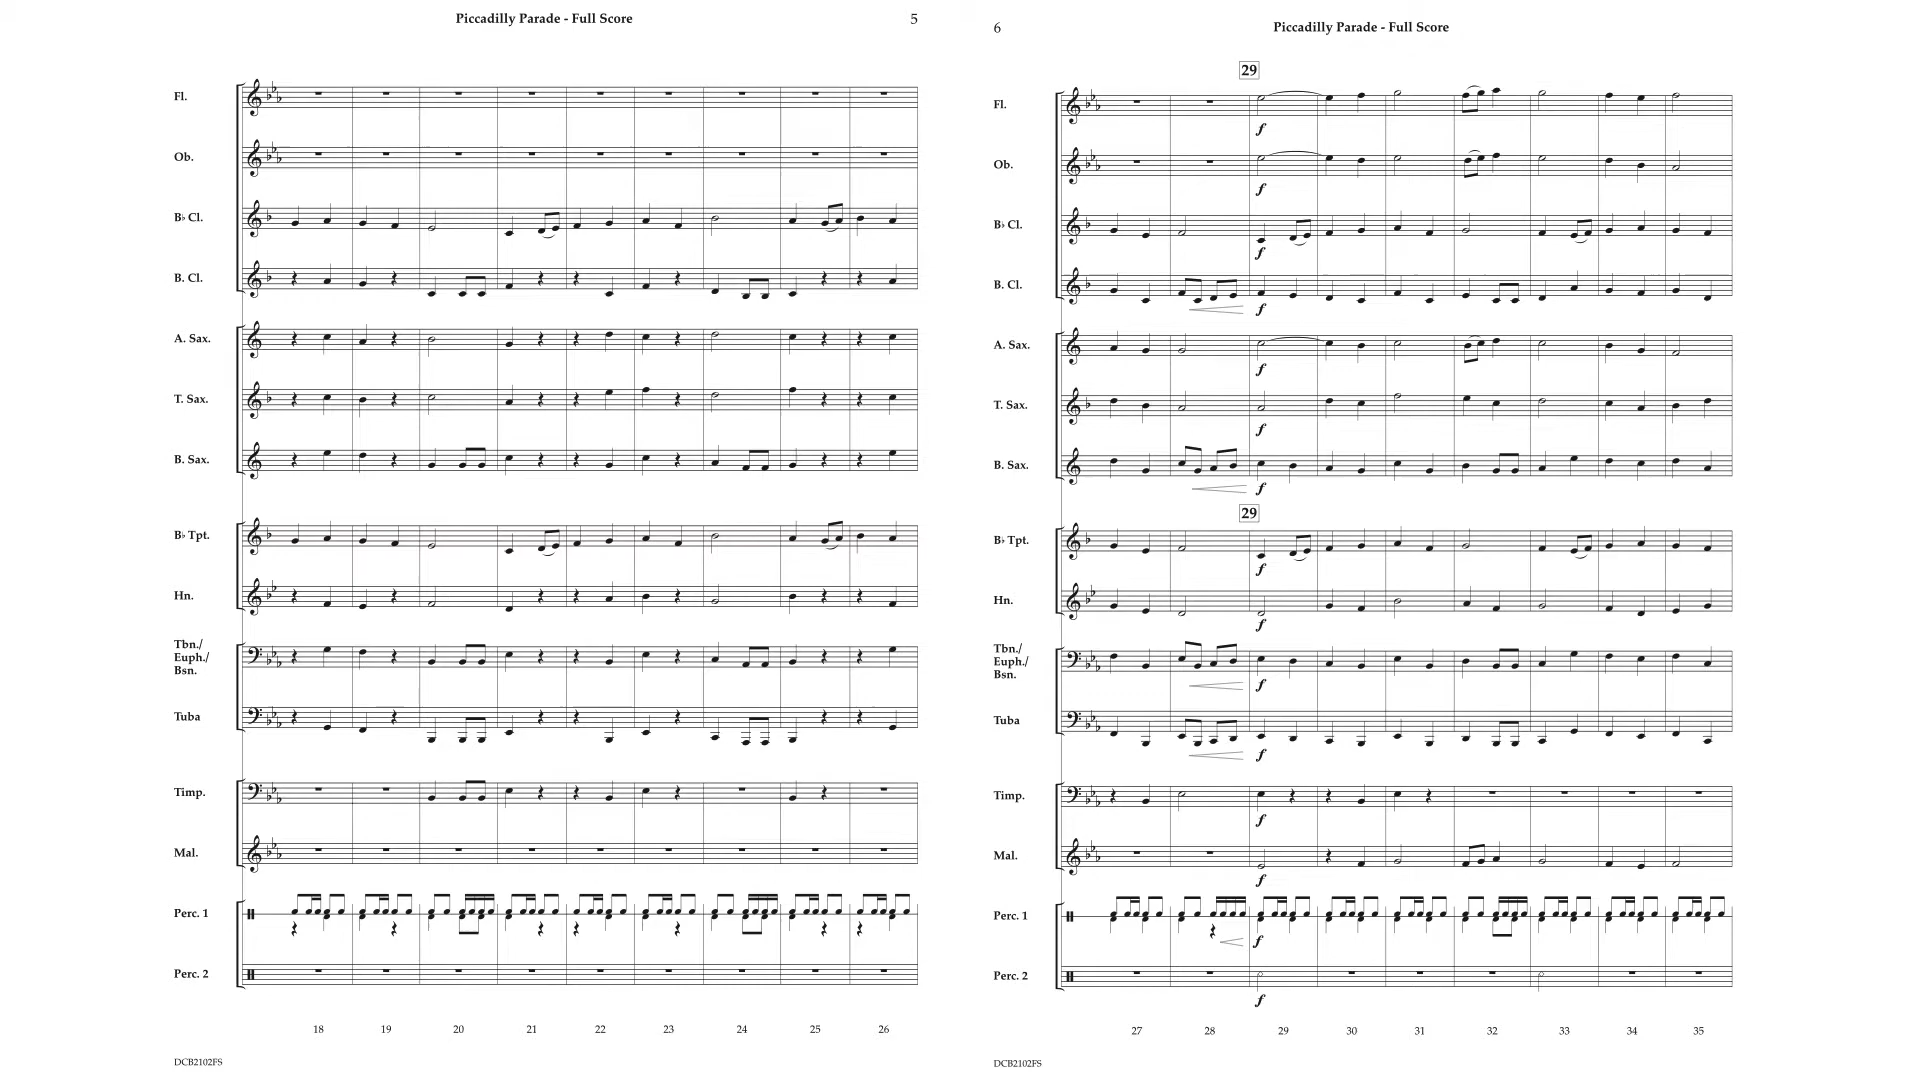 Piccadilly Parade - Full Score
5
Fl.
Ob.
B♭ Cl.
B. Cl.
A. Sax.
T. Sax.
B. Sax.
B♭ Tpt.
Hn.
Tbn./
Euph./
Bsn.
Tuba
Timp.
Mal.
Perc. 1
Perc. 2
18 19 20 21 22 23 24 25 26
DCB2102FS
6
Piccadilly Parade - Full Score
29
Fl.
f
Ob.
f
B♭ Cl.
f
B. Cl.
f
A. Sax.
f
T. Sax.
f
B. Sax.
f
29
B♭ Tpt.
f
Hn.
f
Tbn./
Euph./
Bsn.
f
Tuba
f
Timp.
f
Mal.
f
Perc. 1
f
Perc. 2
f
27 28 29 30 31 32 33 34 35
DCB2102FS